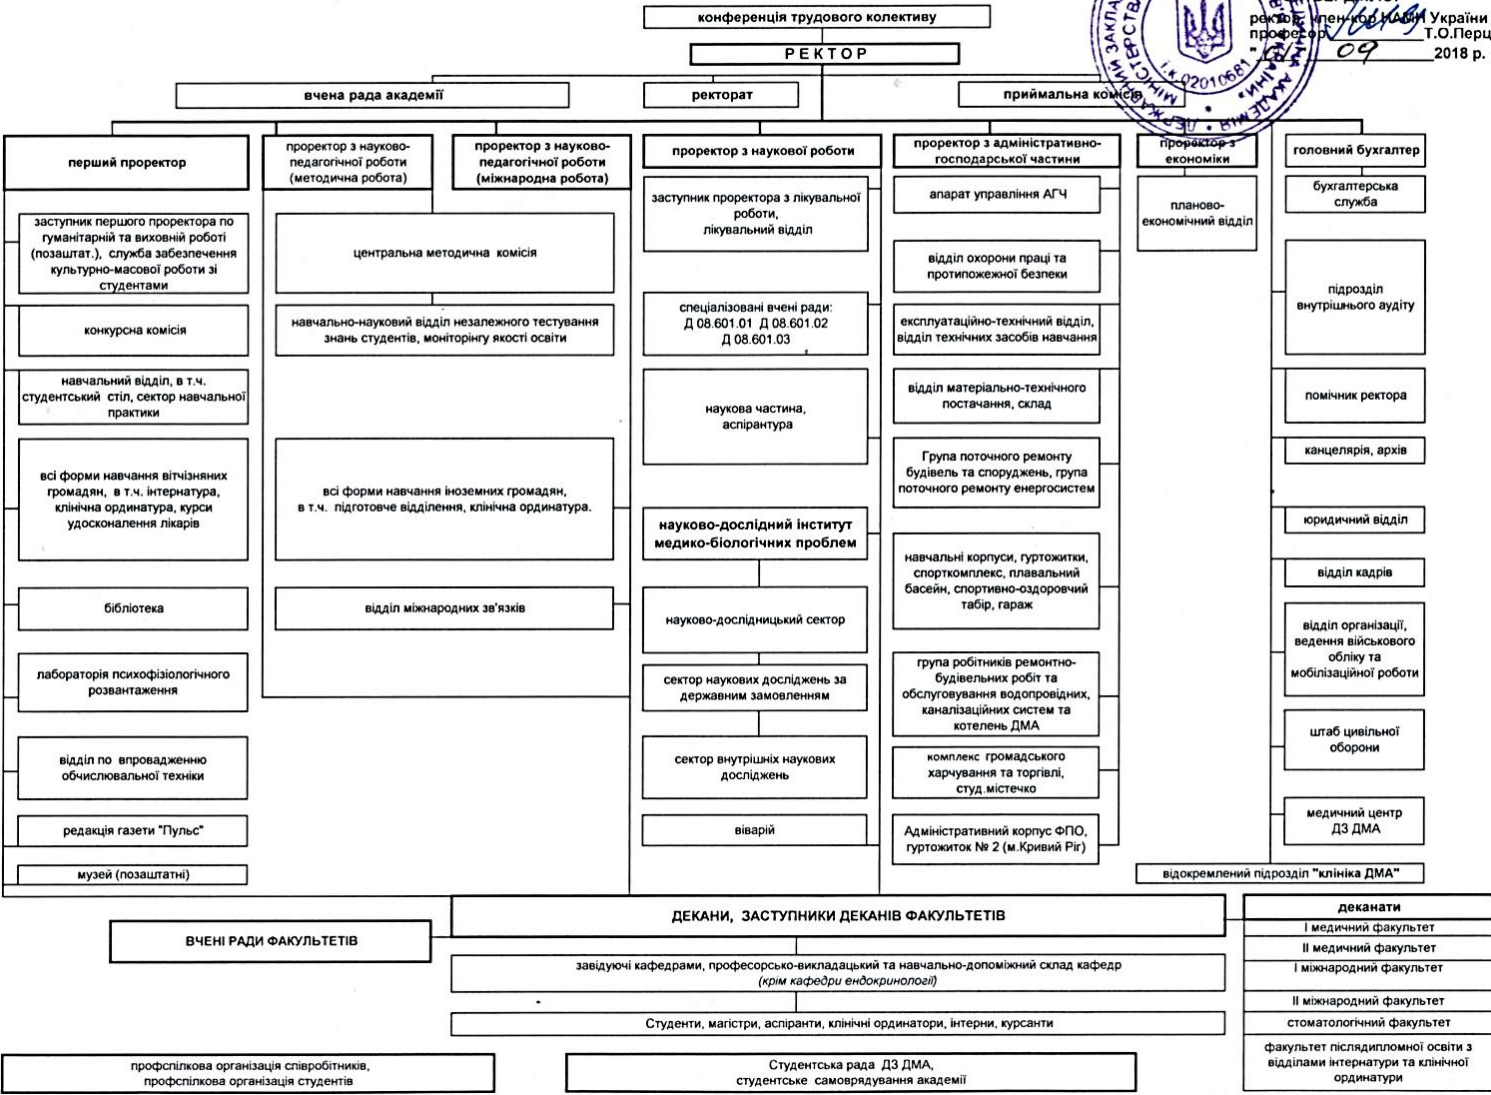 конференція трудового колективу
ректор, член-кор НАМН України
професор Т.О.Перц
09 2018 р.
РЕКТОР
вчена рада академії
ректорат
приймальна комісія
і.к.02010681
перший проректор
проректор з науково-
педагогічної роботи
(методична робота)
проректор з науково-
педагогічної роботи
(міжнародна робота)
проректор з наукової роботи
проректор з адміністративно-
господарської частини
проректор з
економіки
головний бухгалтер
заступник першого проректора по
гуманітарній та виховній роботі
(позаштат.), служба забезпечення
культурно-масової роботи зі
студентами
конкурсна комісія
навчальний відділ, в т.ч.
студентський стіл, сектор навчальної
практики
всі форми навчання вітчізняних
громадян, в т.ч. інтернатура,
клінічна ординатура, курси
удосконалення лікарів
бібліотека
лабораторія психофізіологічного
розвантаження
відділ по впровадженню
обчислювальної техніки
редакція газети "Пульс"
музей (позаштатні)
центральна методична комісія
навчально-науковий відділ незалежного тестування
знань студентів, моніторінгу якості освіти
всі форми навчання іноземних громадян,
в т.ч. підготовче відділення, клінічна ординатура.
відділ міжнародних зв'язків
заступник проректора з лікувальної
роботи,
лікувальний відділ
спеціалізовані вчені ради:
Д 08.601.01 Д 08.601.02
Д 08.601.03
наукова частина,
аспірантура
науково-дослідний інститут
медико-біологічних проблем
науково-дослідницький сектор
сектор наукових досліджень за
державним замовленням
сектор внутрішніх наукових
досліджень
віварій
апарат управління АГЧ
відділ охорони праці та
протипожежної безпеки
експлуатаційно-технічний відділ,
відділ технічних засобів навчання
відділ матеріально-технічного
постачання, склад
Група поточного ремонту
будівель та споруджень, група
поточного ремонту енергосистем
навчальні корпуси, гуртожитки,
спорткомплекс, плавальний
басейн, спортивно-оздоровчий
табір, гараж
група робітників ремонтно-
будівельних робіт та
обслуговування водопровідних,
каналізаційних систем та
котелень ДМА
комплекс громадського
харчування та торгівлі,
студ.містечко
Адміністративний корпус ФПО,
гуртожиток № 2 (м.Кривий Ріг)
планово-
економічний відділ
бухгалтерська
служба
підрозділ
внутрішнього аудіту
помічник ректора
канцелярія, архів
юридичний відділ
відділ кадрів
відділ організації,
ведення військового
обліку та
мобілізаційної роботи
штаб цивільної
оборони
медичний центр
ДЗ ДМА
відокремлений підрозділ "клініка ДМА"
ВЧЕНІ РАДИ ФАКУЛЬТЕТІВ
ДЕКАНИ, ЗАСТУПНИКИ ДЕКАНІВ ФАКУЛЬТЕТІВ
завідуючі кафедрами, професорсько-викладацький та навчально-допоміжний склад кафедр
(крім кафедри ендокринології)
Студенти, магістри, аспіранти, клінічні ординатори, інтерни, курсанти
деканати
І медичний факультет
ІІ медичний факультет
І міжнародний факультет
ІІ міжнародний факультет
стоматологічний факультет
факультет післядипломної освіти з
відділами інтернатури та клінічної
ординатури
профспілкова організація співробітників,
профспілкова організація студентів
Студентська рада ДЗ ДМА,
студентське самоврядування академії